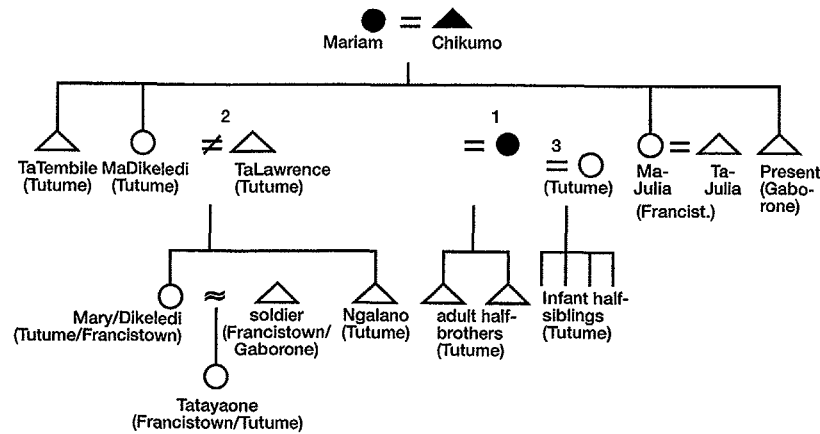 Mariam = Chikumo
2
1
3
TaTembile
(Tutume)
MaDikeledi
(Tutume)
≠
TaLawrence
(Tutume)
=
=
(Tutume)
=
Ma-
Julia
(Francist.)
Ta-
Julia
Present
(Gabo-
rone)
Mary/Dikeledi
(Tutume/Francistown)
≈
soldier
(Francistown/
Gaborone)
Ngalano
(Tutume)
adult half-
brothers
(Tutume)
Infant half-
siblings
(Tutume)
Tatayaone
(Francistown/Tutume)